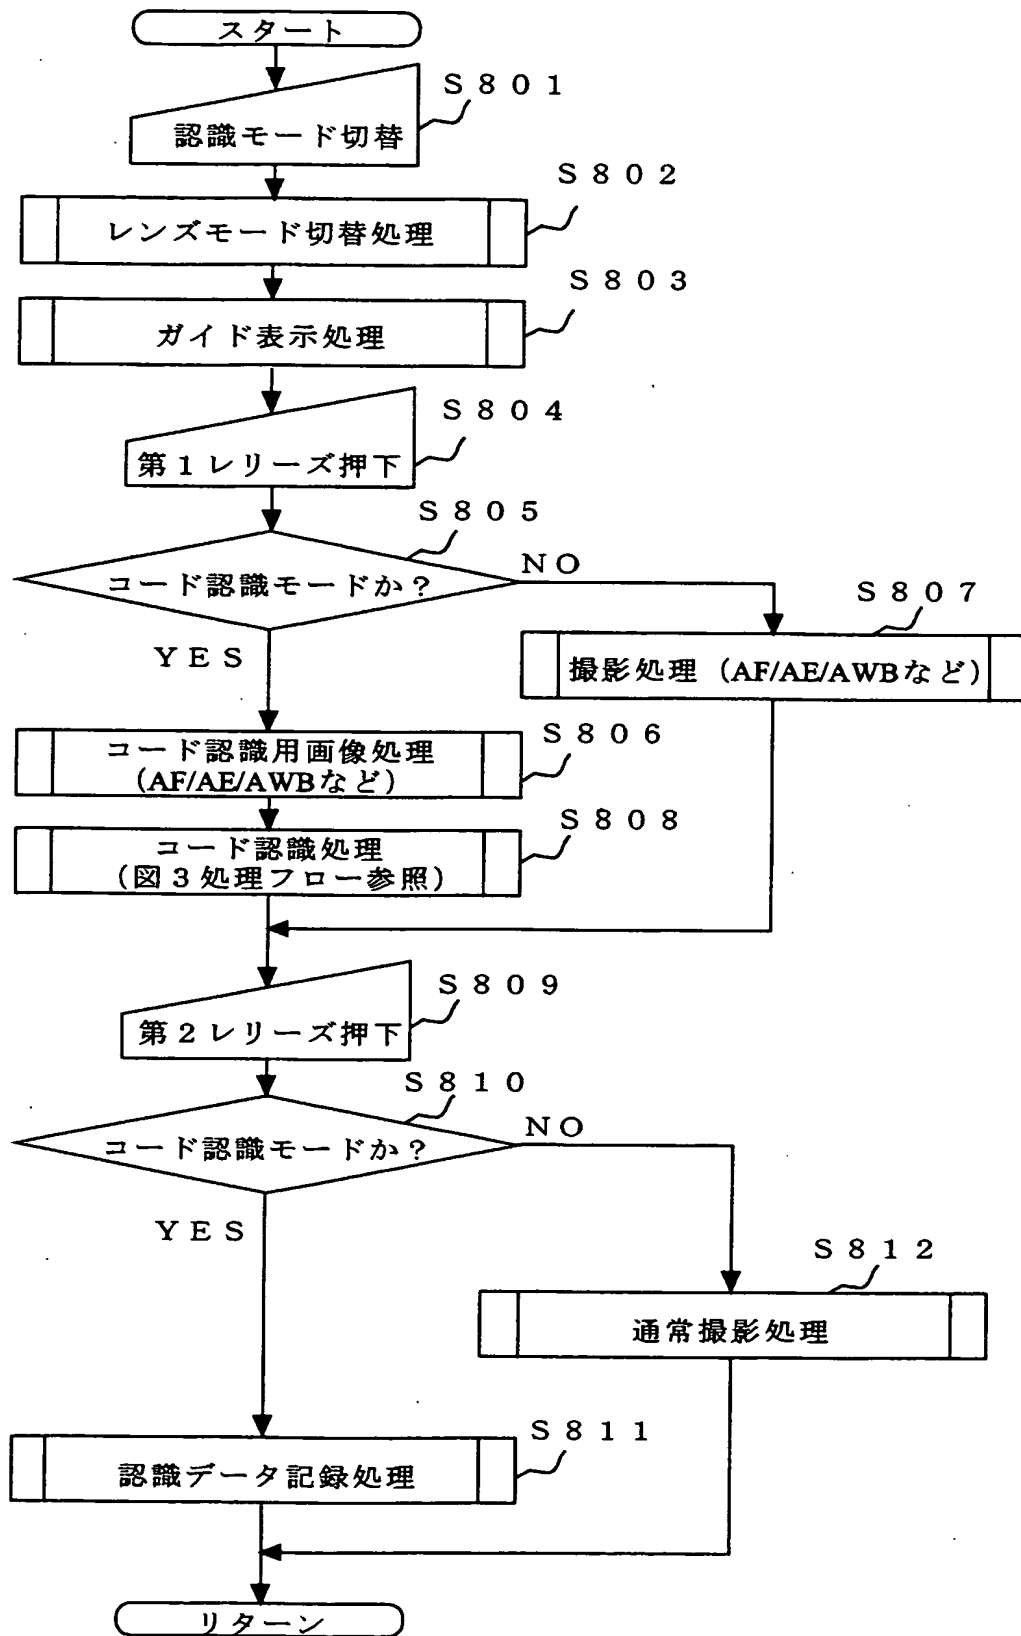 スタート
S801
認識モード切替
S802
レンズモード切替処理
S803
ガイド表示処理
S804
第1レリーズ押下
S805
コード認識モードか？
NO
YES
S807
撮影処理（AF/AE/AWBなど）
S806
コード認識用画像処理
（AF/AE/AWBなど）
S808
コード認識処理
（図3処理フロー参照）
S809
第2レリーズ押下
S810
コード認識モードか？
NO
YES
S812
通常撮影処理
S811
認識データ記録処理
リターン